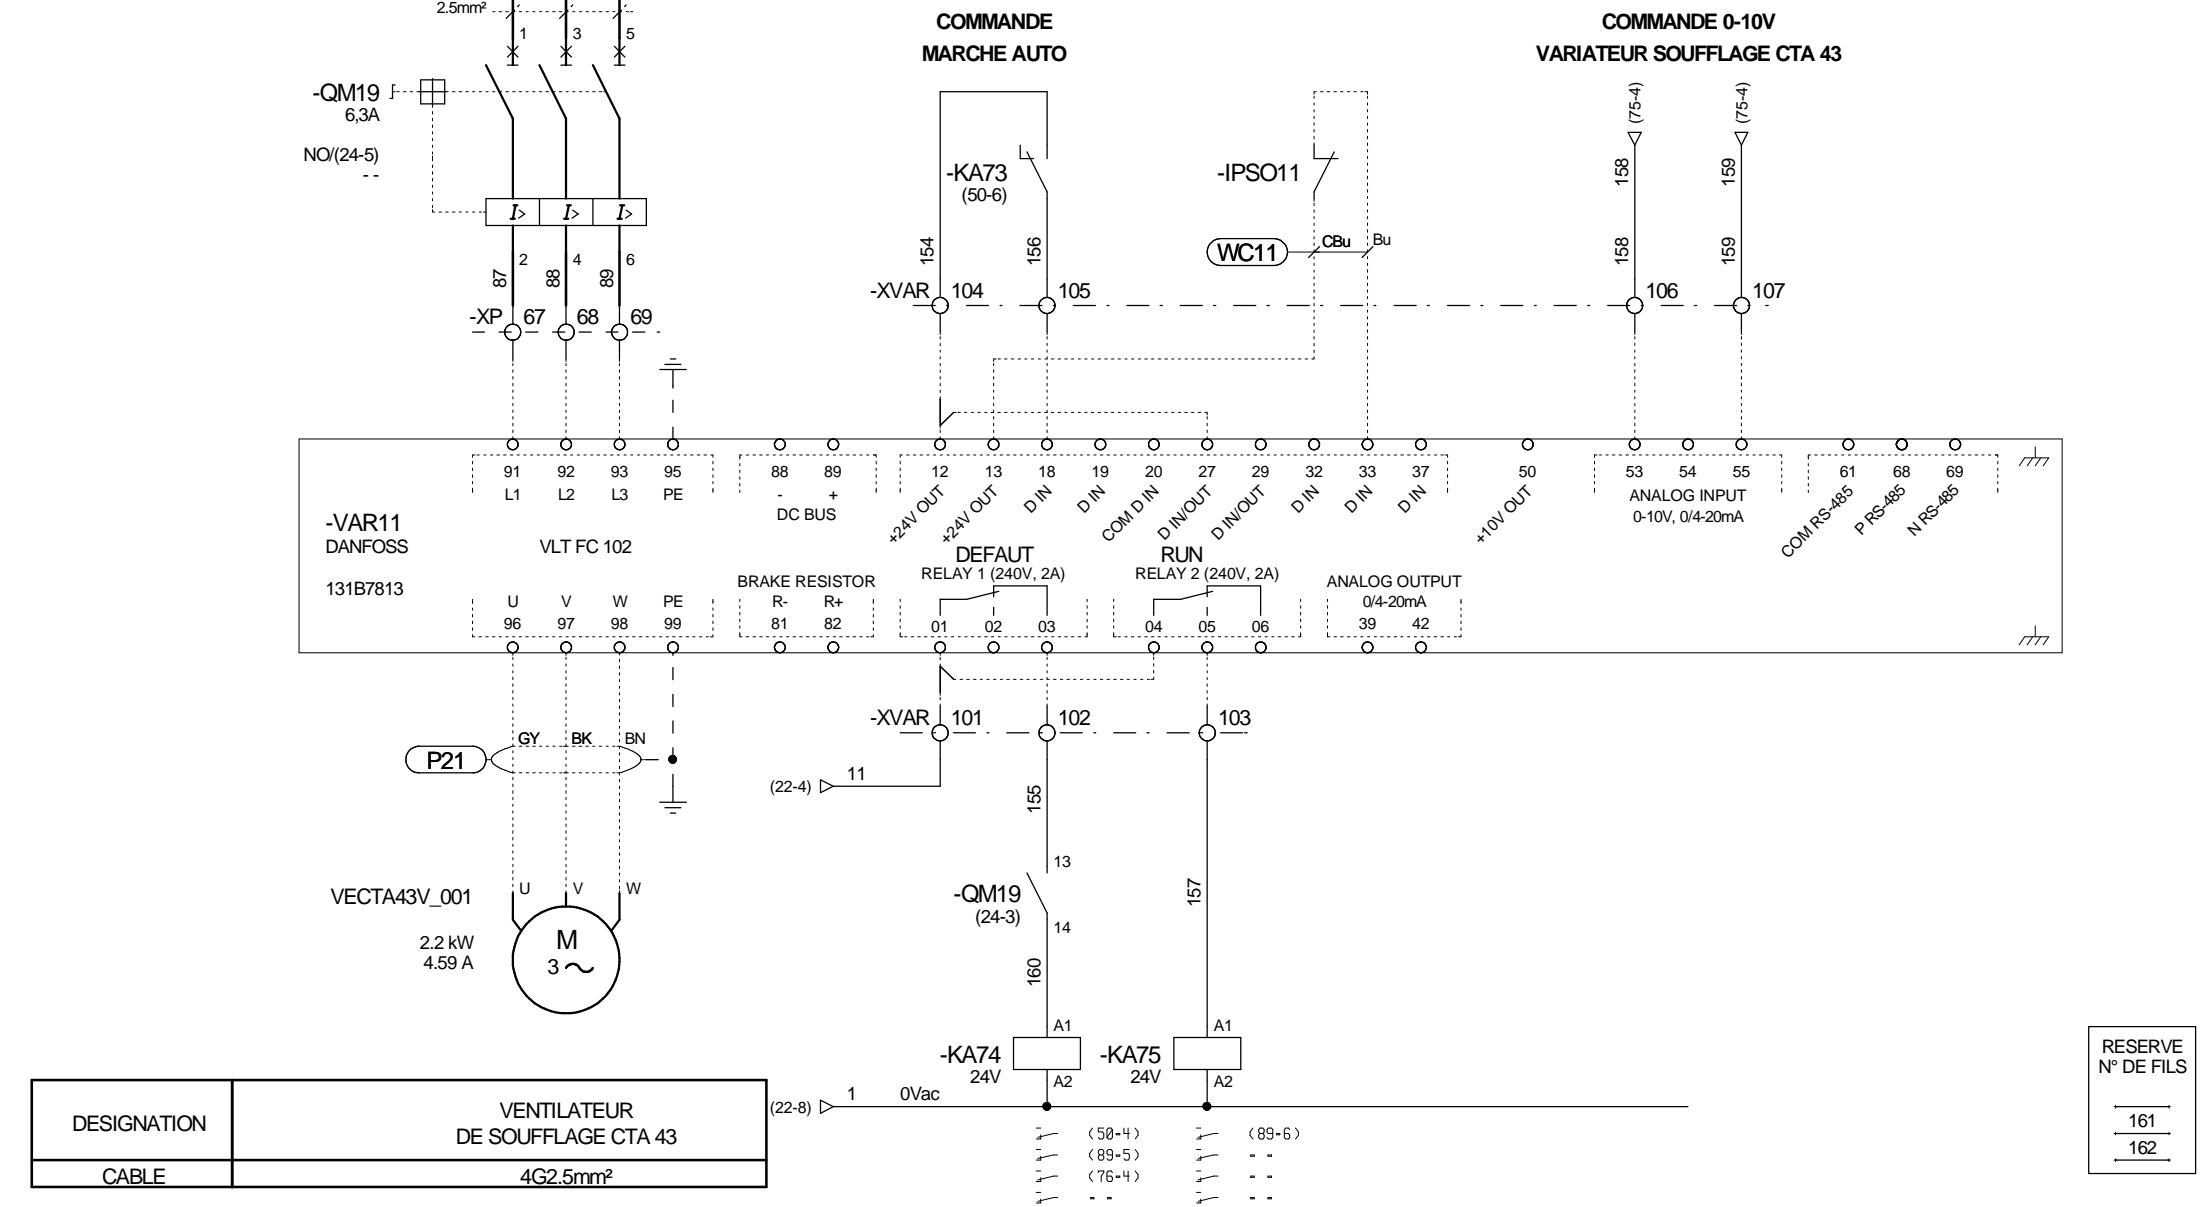 2.5mm²
COMMANDE
MARCHE AUTO
COMMANDE 0-10V
VARIATEUR SOUFFLAGE CTA 43
1 3 5
-QM19
6,3A
NO/(24-5)
- -
I> I> I>
2 4 6
87 88 89
-XP 67 68 69
-KA73
(50-6)
154 156
-IPSO11
WC11 CBu Bu
(75-4) (75-4)
158 159
158 159
-XVAR 104 105 106 107
91 92 93 95 88 89 12 13 18 19 20 27 29 32 33 37 50 53 54 55 61 68 69
L1 L2 L3 PE - +
DC BUS
+24V OUT
+24V OUT
D IN
D IN
COM D IN
D IN/OUT
D IN/OUT
D IN
D IN
D IN
+10V OUT
ANALOG INPUT
0-10V, 0/4-20mA
COM RS-485
P RS-485
N RS-485
-VAR11
DANFOSS
VLT FC 102
131B7813
DEFAUT
RELAY 1 (240V, 2A)
RUN
RELAY 2 (240V, 2A)
BRAKE RESISTOR
R- R+
81 82
ANALOG OUTPUT
0/4-20mA
39 42
U V W PE
96 97 98 99
01 02 03 04 05 06
-XVAR 101 102 103
P21 GY BK BN
(22-4) 11
155
157
13
-QM19
(24-3)
14
160
VECTA43V_001
2.2 kW
4.59 A
U V W
M
3
A1 A1
-KA74
24V
-KA75
24V
A2 A2
(22-8) 1 0Vac
(50-4) (89-6)
(89-5) - -
(76-4) - -
- - - -
DESIGNATION
VENTILATEUR
DE SOUFFLAGE CTA 43
CABLE 4G2.5mm²
RESERVE
N° DE FILS
161
162